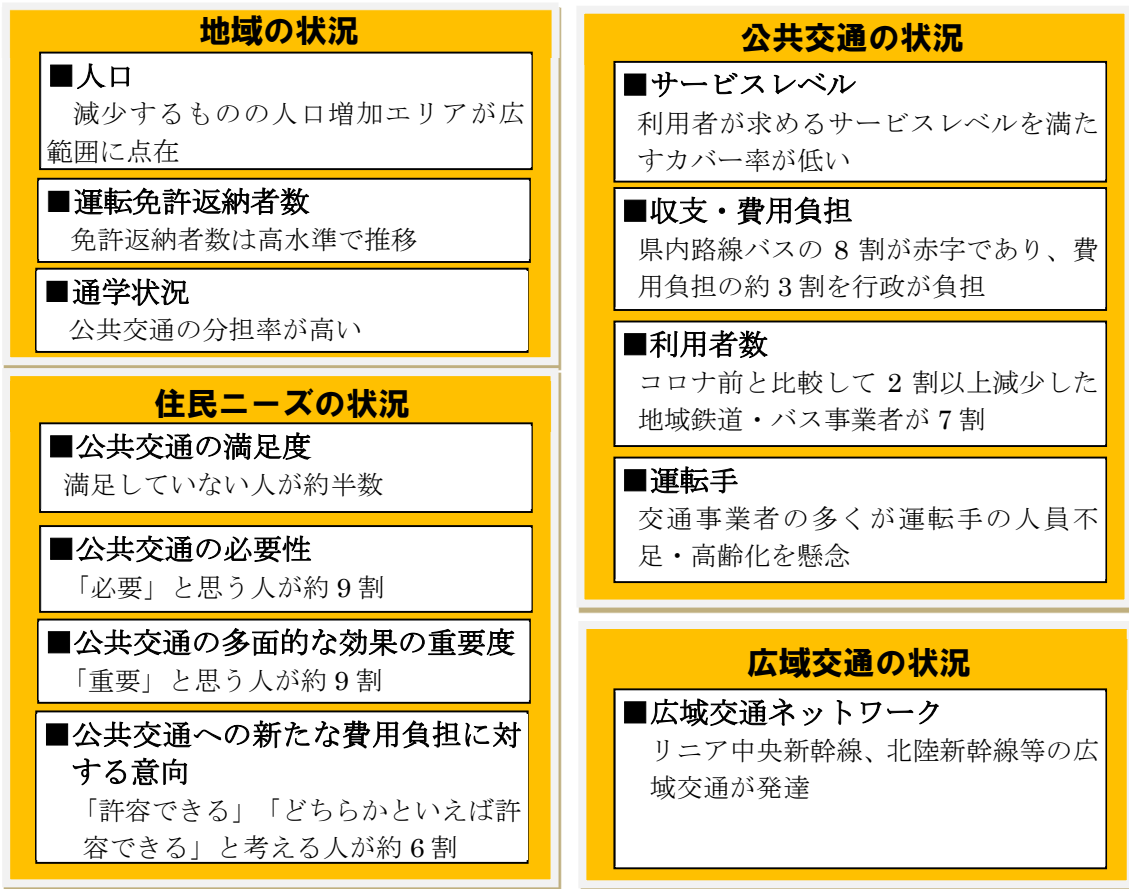 地域の状況
■人口
減少するものの人口増加エリアが広
範囲に点在
■運転免許返納者数
免許返納者数は高水準で推移
■通学状況
公共交通の分担率が高い
住民ニーズの状況
■公共交通の満足度
満足していない人が約半数
■公共交通の必要性
「必要」と思う人が約 9 割
■公共交通の多面的な効果の重要度
「重要」と思う人が約 9 割
■公共交通への新たな費用負担に対
する意向
「許容できる」「どちらかといえば許
容できる」と考える人が約 6 割
公共交通の状況
■サービスレベル
利用者が求めるサービスレベルを満た
すカバー率が低い
■収支・費用負担
県内路線バスの 8 割が赤字であり、費
用負担の約 3 割を行政が負担
■利用者数
コロナ前と比較して 2 割以上減少した
地域鉄道・バス事業者が 7 割
■運転手
交通事業者の多くが運転手の人員不
足・高齢化を懸念
広域交通の状況
■広域交通ネットワーク
リニア中央新幹線、北陸新幹線等の広
域交通が発達